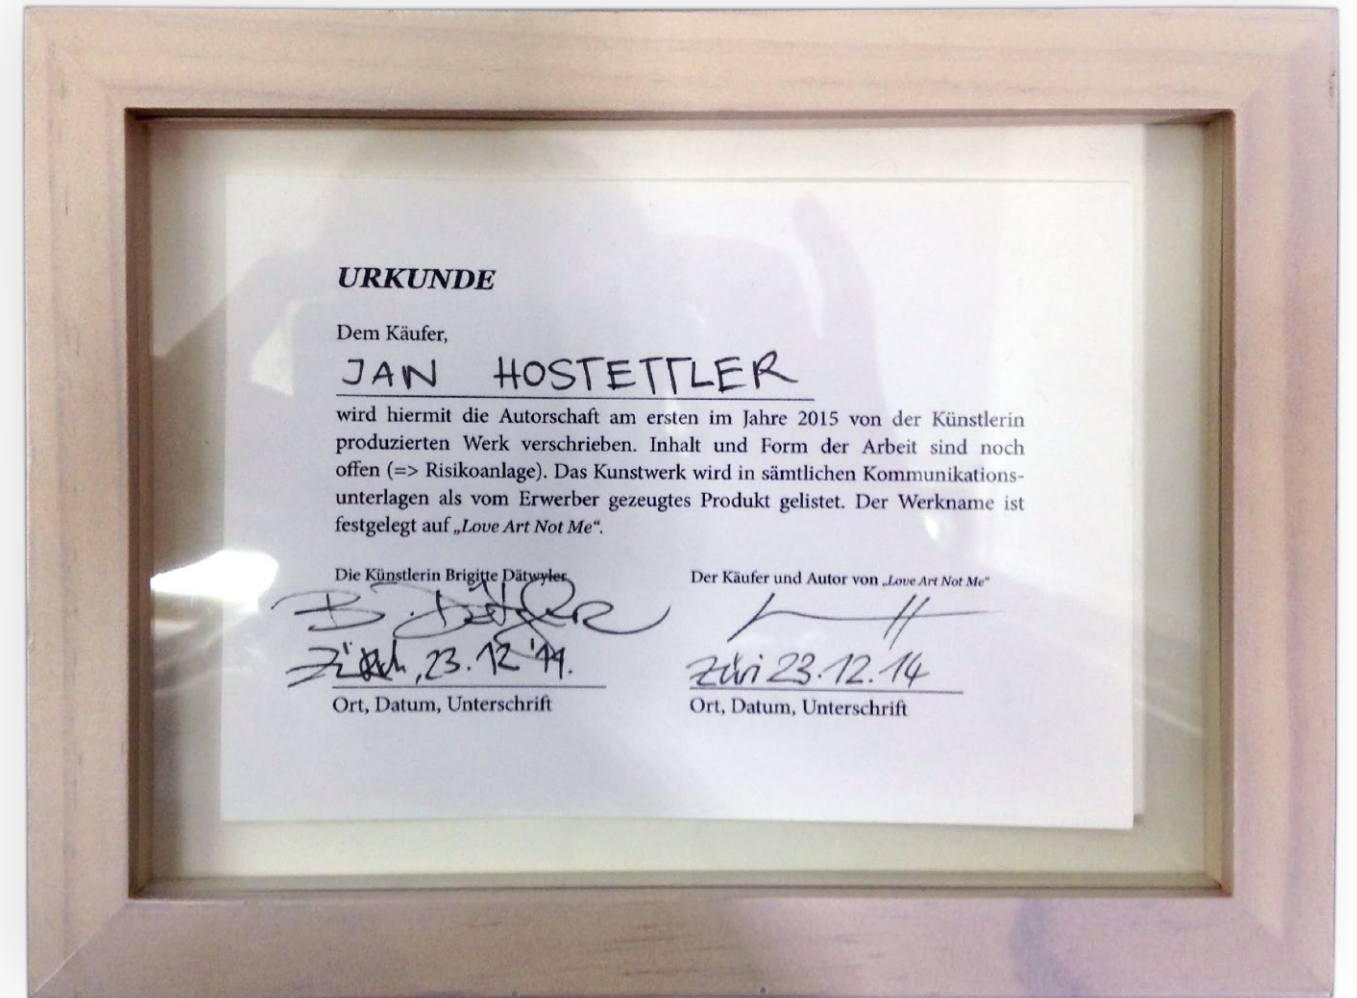 URKUNDE
Dem Käufer,
JAN HOSTETTLER
wird hiermit die Autorschaft am ersten im Jahre 2015 von der Künstlerin
produzierten Werk verschrieben. Inhalt und Form der Arbeit sind noch
offen (=> Risikoanlage). Das Kunstwerk wird in sämtlichen Kommunikations-
unterlagen als vom Erwerber gezeugtes Produkt gelistet. Der Werkname ist
festgelegt auf „Love Art Not Me“.
Die Künstlerin Brigitte Dätwyler
B. Dätwyler
Zürich, 23.12.'14.
Ort, Datum, Unterschrift
Der Käufer und Autor von „Love Art Not Me“
Züri 23.12.14
Ort, Datum, Unterschrift